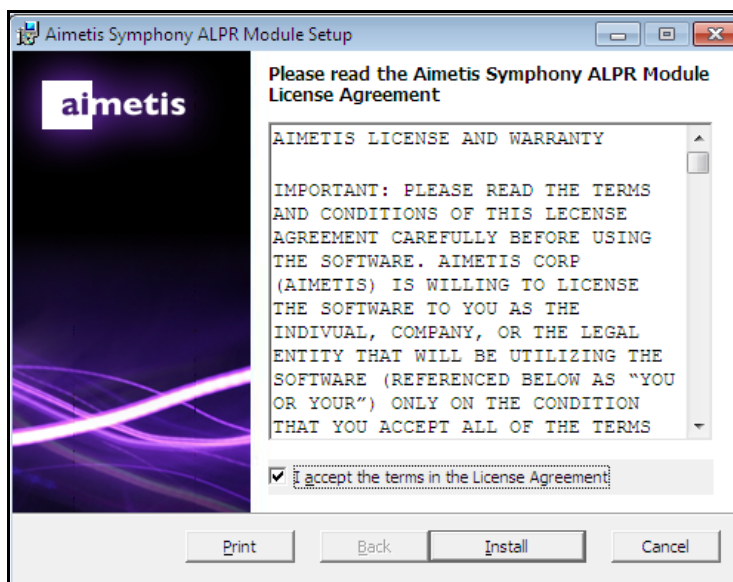 Aimetis Symphony ALPR Module Setup
aimetis
Please read the Aimetis Symphony ALPR Module
License Agreement
AIMETIS LICENSE AND WARRANTY
IMPORTANT: PLEASE READ THE TERMS
AND CONDITIONS OF THIS LECENSE
AGREEMENT CAREFULLY BEFORE USING
THE SOFTWARE. AIMETIS CORP
(AIMETIS) IS WILLING TO LICENSE
THE SOFTWARE TO YOU AS THE
INDIVUAL, COMPANY, OR THE LEGAL
ENTITY THAT WILL BE UTILIZING THE
SOFTWARE (REFERENCED BELOW AS “YOU
OR YOUR”) ONLY ON THE CONDITION
THAT YOU ACCEPT ALL OF THE TERMS
I accept the terms in the License Agreement
Print Back Install Cancel